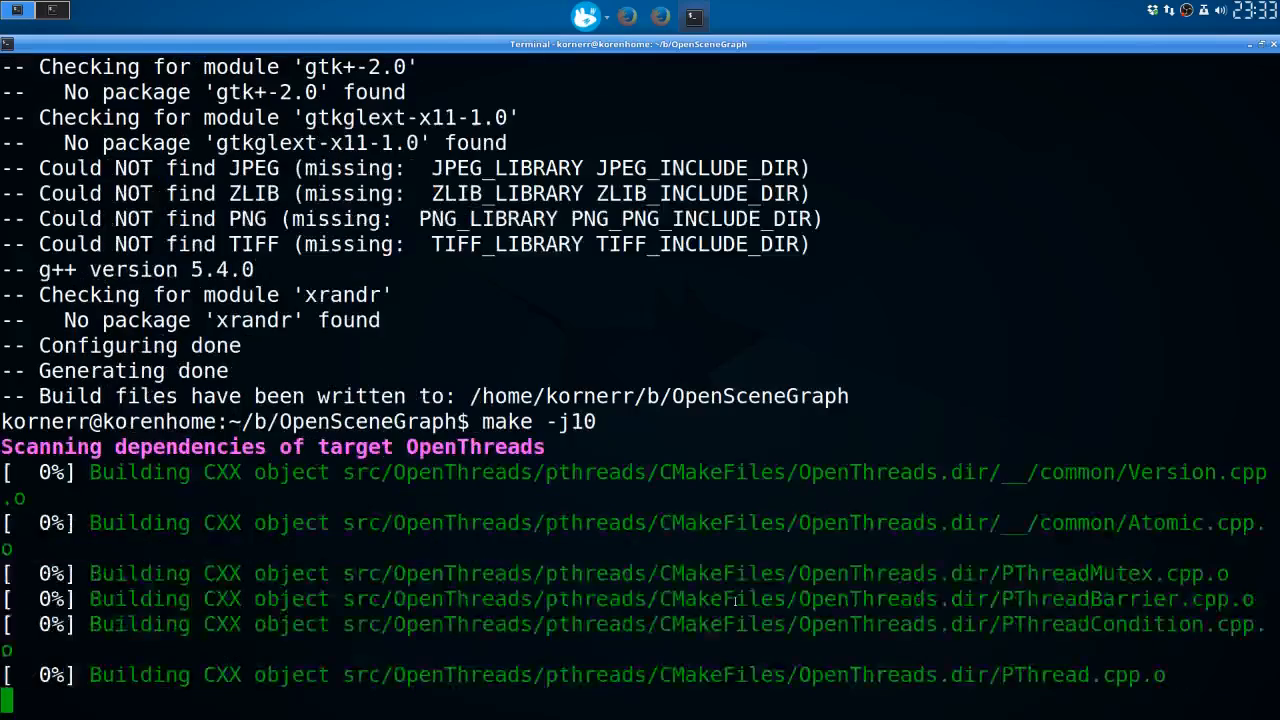 23:33
Terminal - kornerr@korenhome: ~/b/OpenSceneGraph
-- Checking for module 'gtk+-2.0'
--   No package 'gtk+-2.0' found
-- Checking for module 'gtkglext-x11-1.0'
--   No package 'gtkglext-x11-1.0' found
-- Could NOT find JPEG (missing:  JPEG_LIBRARY JPEG_INCLUDE_DIR)
-- Could NOT find ZLIB (missing:  ZLIB_LIBRARY ZLIB_INCLUDE_DIR)
-- Could NOT find PNG (missing:  PNG_LIBRARY PNG_PNG_INCLUDE_DIR)
-- Could NOT find TIFF (missing:  TIFF_LIBRARY TIFF_INCLUDE_DIR)
-- g++ version 5.4.0
-- Checking for module 'xrandr'
--   No package 'xrandr' found
-- Configuring done
-- Generating done
-- Build files have been written to: /home/kornerr/b/OpenSceneGraph
kornerr@korenhome:~/b/OpenSceneGraph$ make -j10
Scanning dependencies of target OpenThreads
[  0%] Building CXX object src/OpenThreads/pthreads/CMakeFiles/OpenThreads.dir/__/common/Version.cpp
.o
[  0%] Building CXX object src/OpenThreads/pthreads/CMakeFiles/OpenThreads.dir/__/common/Atomic.cpp.
o
[  0%] Building CXX object src/OpenThreads/pthreads/CMakeFiles/OpenThreads.dir/PThreadMutex.cpp.o
[  0%] Building CXX object src/OpenThreads/pthreads/CMakeFiles/OpenThreads.dir/PThreadBarrier.cpp.o
[  0%] Building CXX object src/OpenThreads/pthreads/CMakeFiles/OpenThreads.dir/PThreadCondition.cpp.
o
[  0%] Building CXX object src/OpenThreads/pthreads/CMakeFiles/OpenThreads.dir/PThread.cpp.o